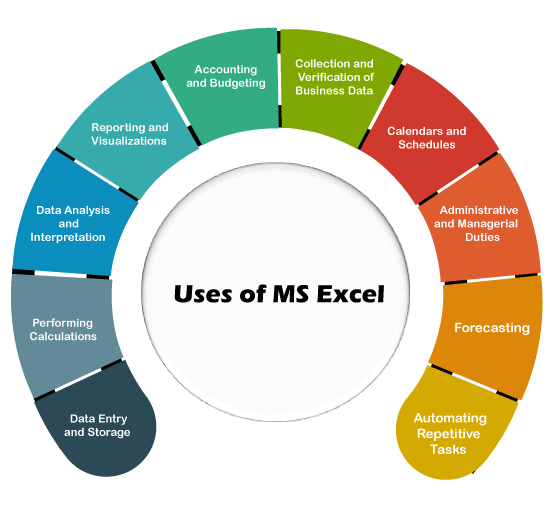 Uses of MS Excel
Data Entry
and Storage
Performing
Calculations
Data Analysis
and
Interpretation
Reporting and
Visualizations
Accounting
and Budgeting
Collection and
Verification of
Business Data
Calendars and
Schedules
Administrative
and Managerial
Duties
Forecasting
Automating
Repetitive
Tasks